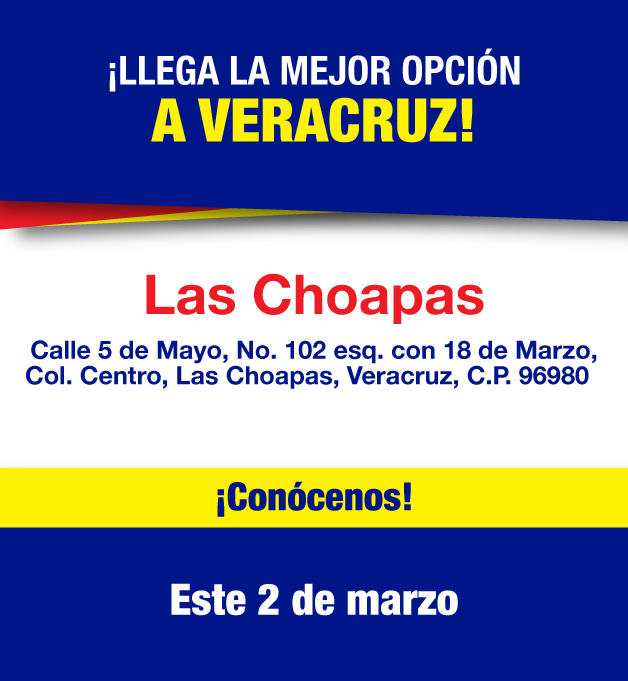 ¡LLEGA LA MEJOR OPCIÓN
A VERACRUZ!
Las Choapas
Calle 5 de Mayo, No. 102 esq. con 18 de Marzo,
Col. Centro, Las Choapas, Veracruz, C.P. 96980
¡Conócenos!
Este 2 de marzo